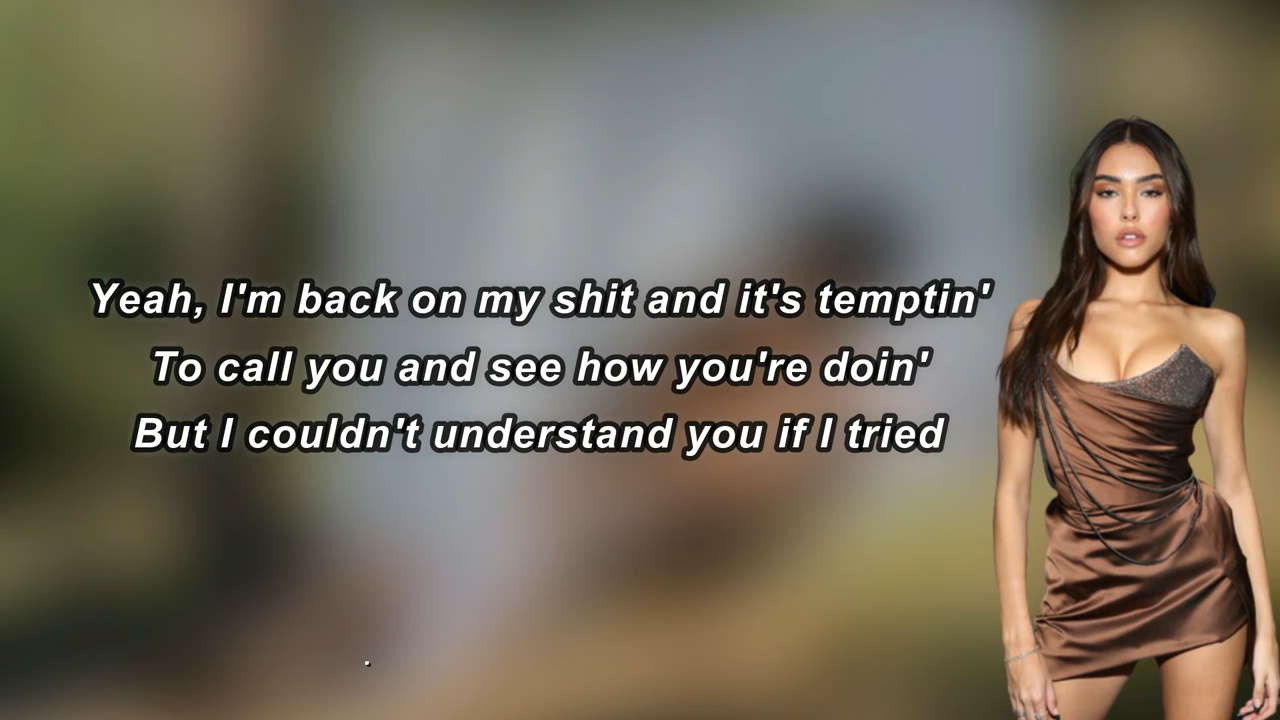 Yeah, I'm back on my shit and it's temptin'
To call you and see how you're doin'
But I couldn't understand you if I tried